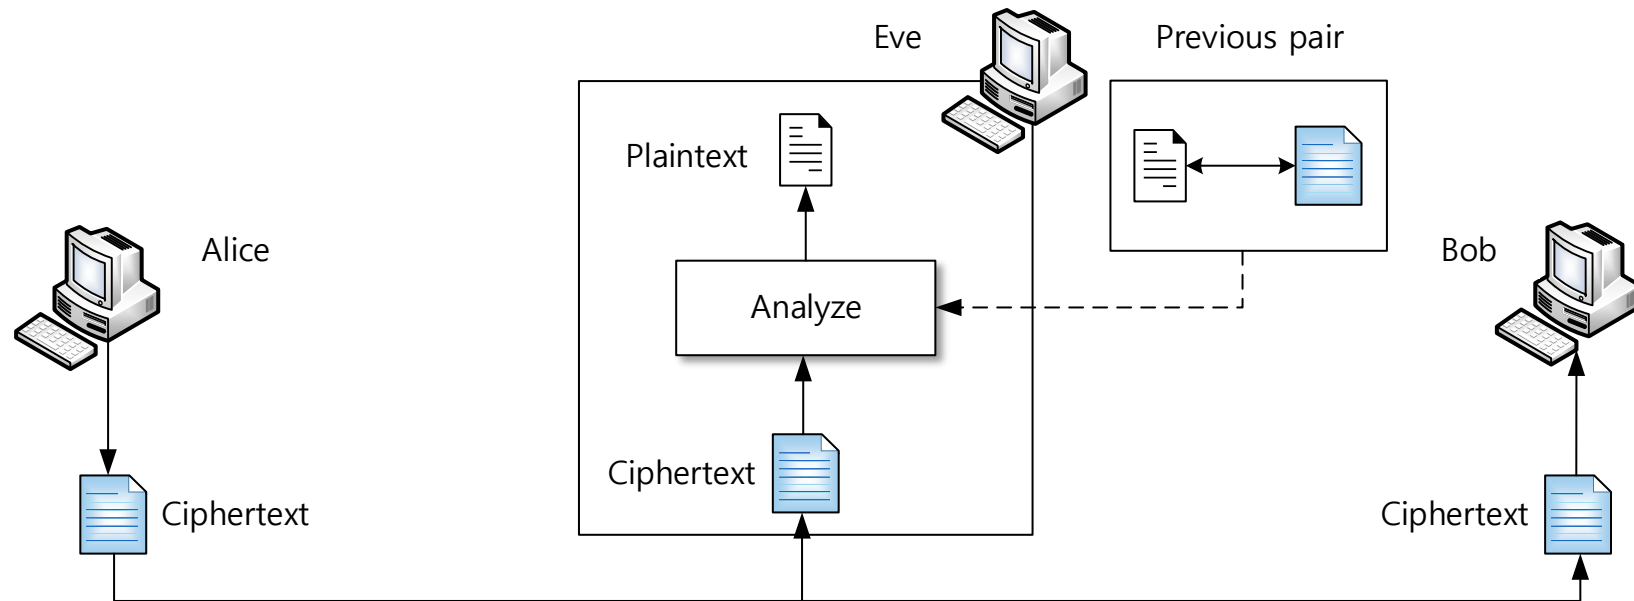 Eve
Previous pair
Plaintext
Alice
Bob
Analyze
Ciphertext
Ciphertext
Ciphertext